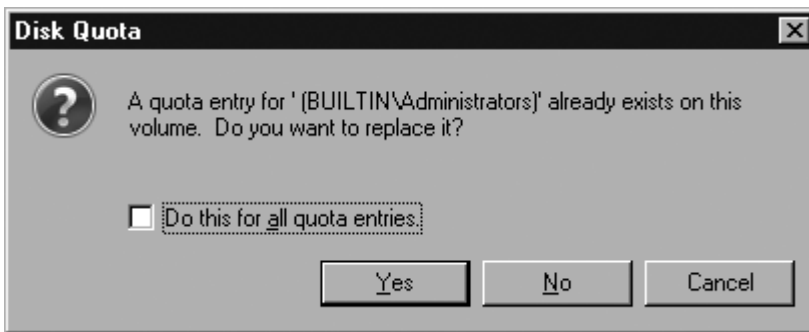 Disk Quota
A quota entry for ' (BUILTIN\Administrators)' already exists on this
volume.  Do you want to replace it?
Do this for all quota entries.
Yes No Cancel